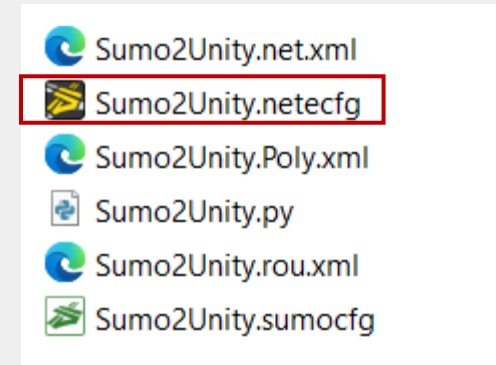 Sumo2Unity.net.xml
Sumo2Unity.netecfg
Sumo2Unity.Poly.xml
Sumo2Unity.py
Sumo2Unity.rou.xml
Sumo2Unity.sumocfg